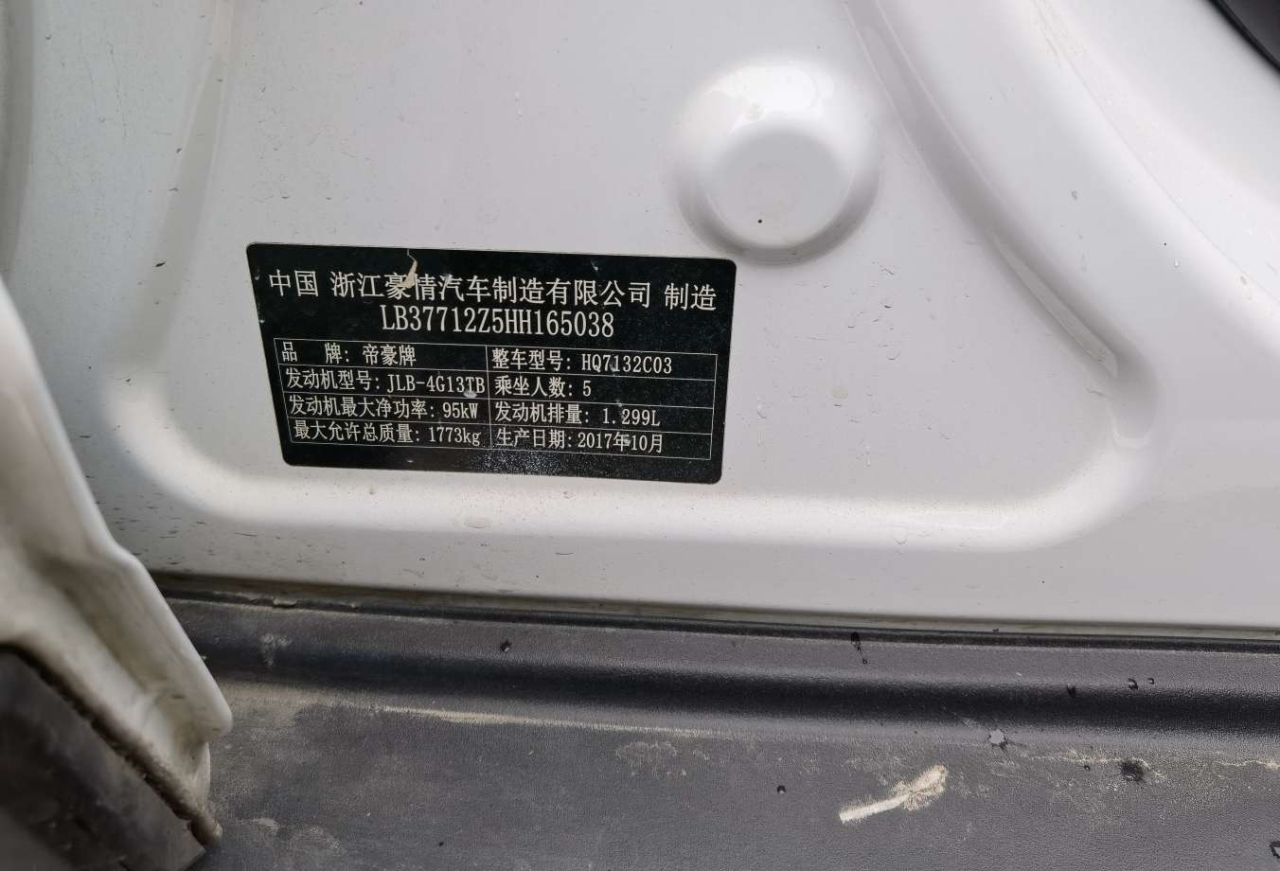 中国 浙江豪情汽车制造有限公司 制造
LB37712Z5HH165038
品 牌: 帝豪牌 整车型号: HQ7132C03
发动机型号: JLB-4G13TB 乘坐人数: 5
发动机最大净功率: 95kW 发动机排量: 1.299L
最大允许总质量: 1773kg 生产日期: 2017年10月